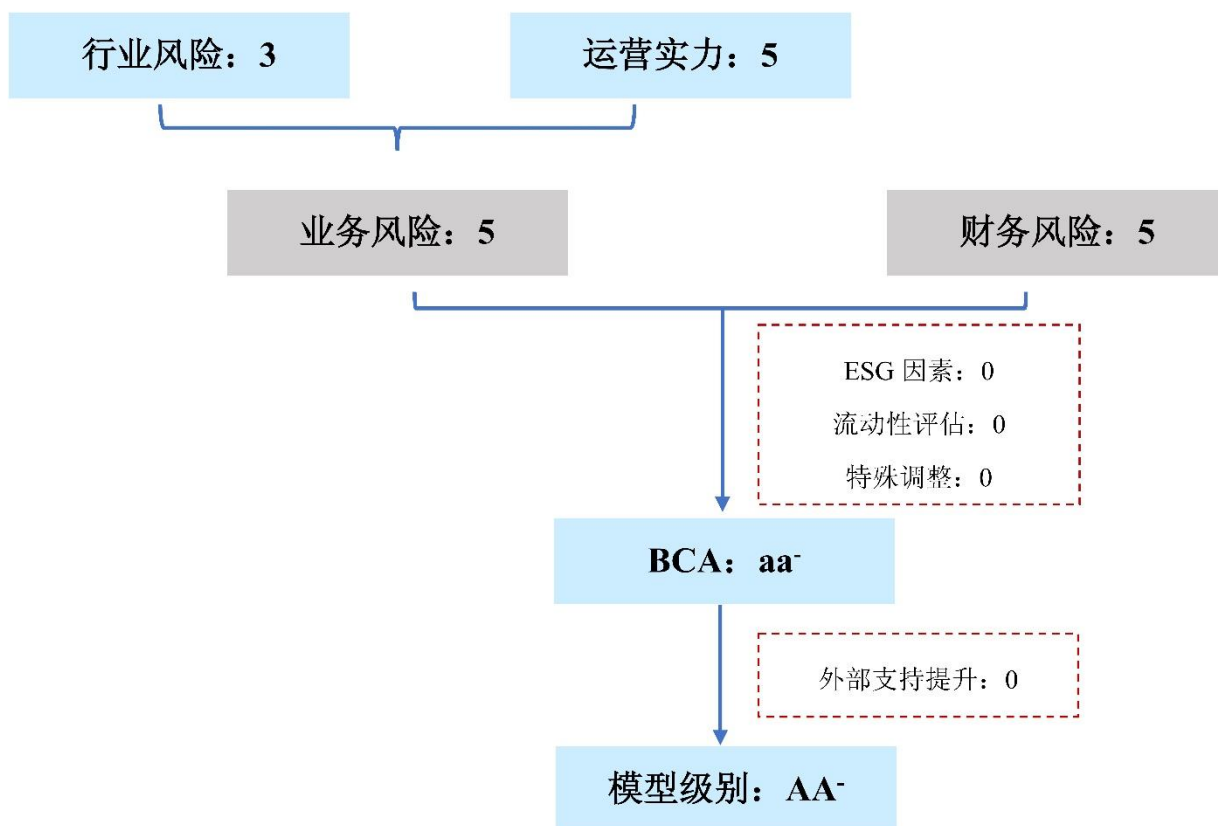 行业风险：3
运营实力：5
业务风险：5
财务风险：5
ESG 因素：0
流动性评估：0
特殊调整：0
BCA：aa⁻
外部支持提升：0
模型级别：AA⁻